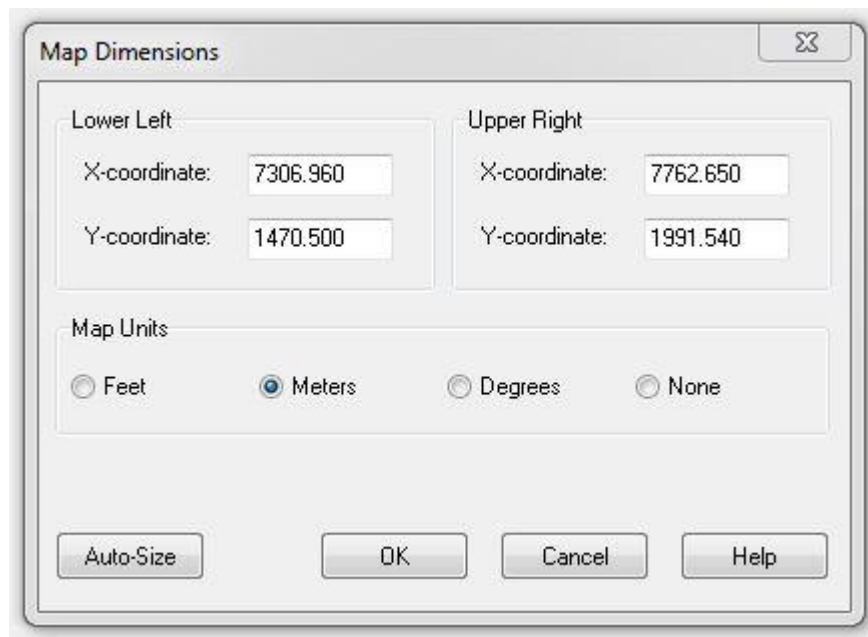 Map Dimensions
Lower Left
X-coordinate: 7306.960
Y-coordinate: 1470.500
Upper Right
X-coordinate: 7762.650
Y-coordinate: 1991.540
Map Units
Feet Meters Degrees None
Auto-Size OK Cancel Help